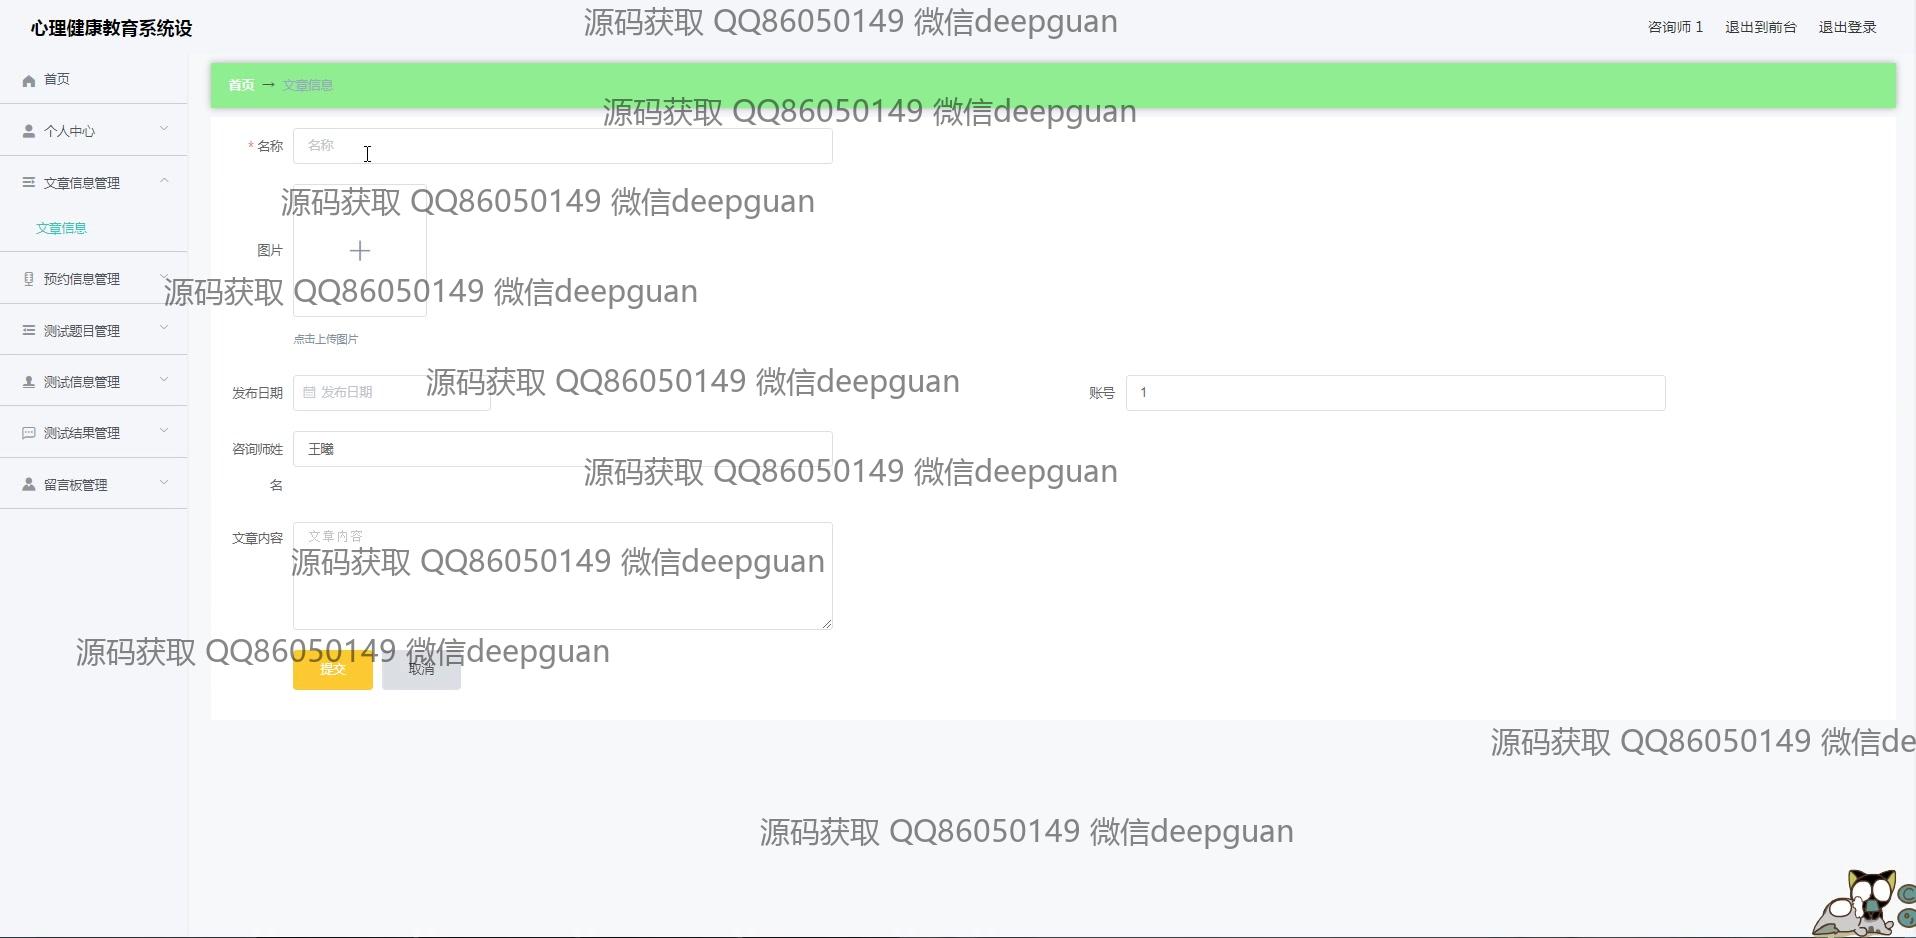 心理健康教育系统设
源码获取 QQ86050149 微信deepguan
咨询师 1
退出到前台
退出登录
首页
首页 → 文章信息
源码获取 QQ86050149 微信deepguan
个人中心
* 名称
名称
文章信息管理
源码获取 QQ86050149 微信deepguan
文章信息
图片
预约信息管理
源码获取 QQ86050149 微信deepguan
测试题目管理
点击上传图片
测试信息管理
发布日期
发布日期
源码获取 QQ86050149 微信deepguan
账号
1
测试结果管理
咨询师姓
名
王曦
源码获取 QQ86050149 微信deepguan
留言板管理
文章内容
文章内容
源码获取 QQ86050149 微信deepguan
源码获取 QQ86050149 微信deepguan
提交
取消
源码获取 QQ86050149 微信de
源码获取 QQ86050149 微信deepguan